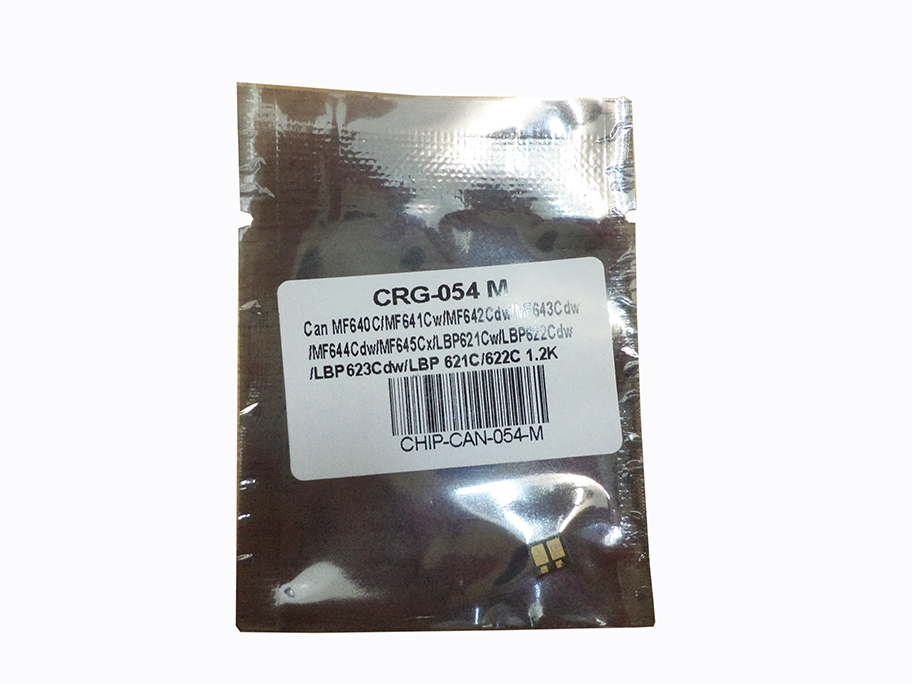 CRG-054 M
Can MF640C/MF641Cw/MF642Cdw/MF643Cdw
/MF644Cdw/MF645Cx/LBP621Cw/LBP622Cdw
/LBP623Cdw/LBP 621C/622C 1.2K
CHIP-CAN-054-M